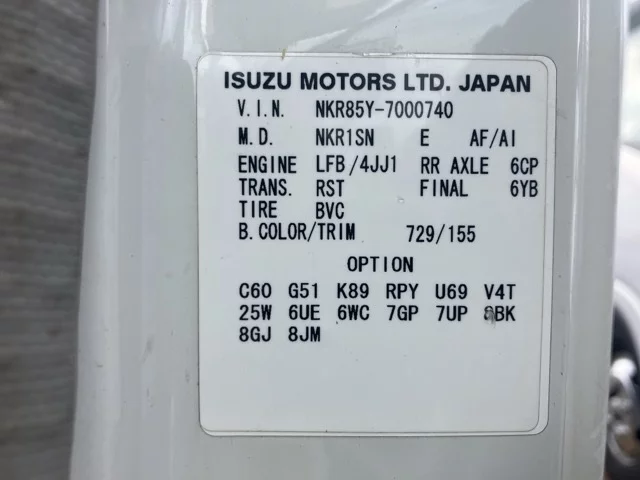 ISUZU MOTORS LTD. JAPAN
V.I.N. NKR85Y-7000740
M.D. NKR1SN E AF/AI
ENGINE LFB/4JJ1 RR AXLE 6CP
TRANS. RST FINAL 6YB
TIRE BVC
B.COLOR/TRIM 729/155
OPTION
C60 G51 K89 RPY U69 V4T
25W 6UE 6WC 7GP 7UP 8BK
8GJ 8JM